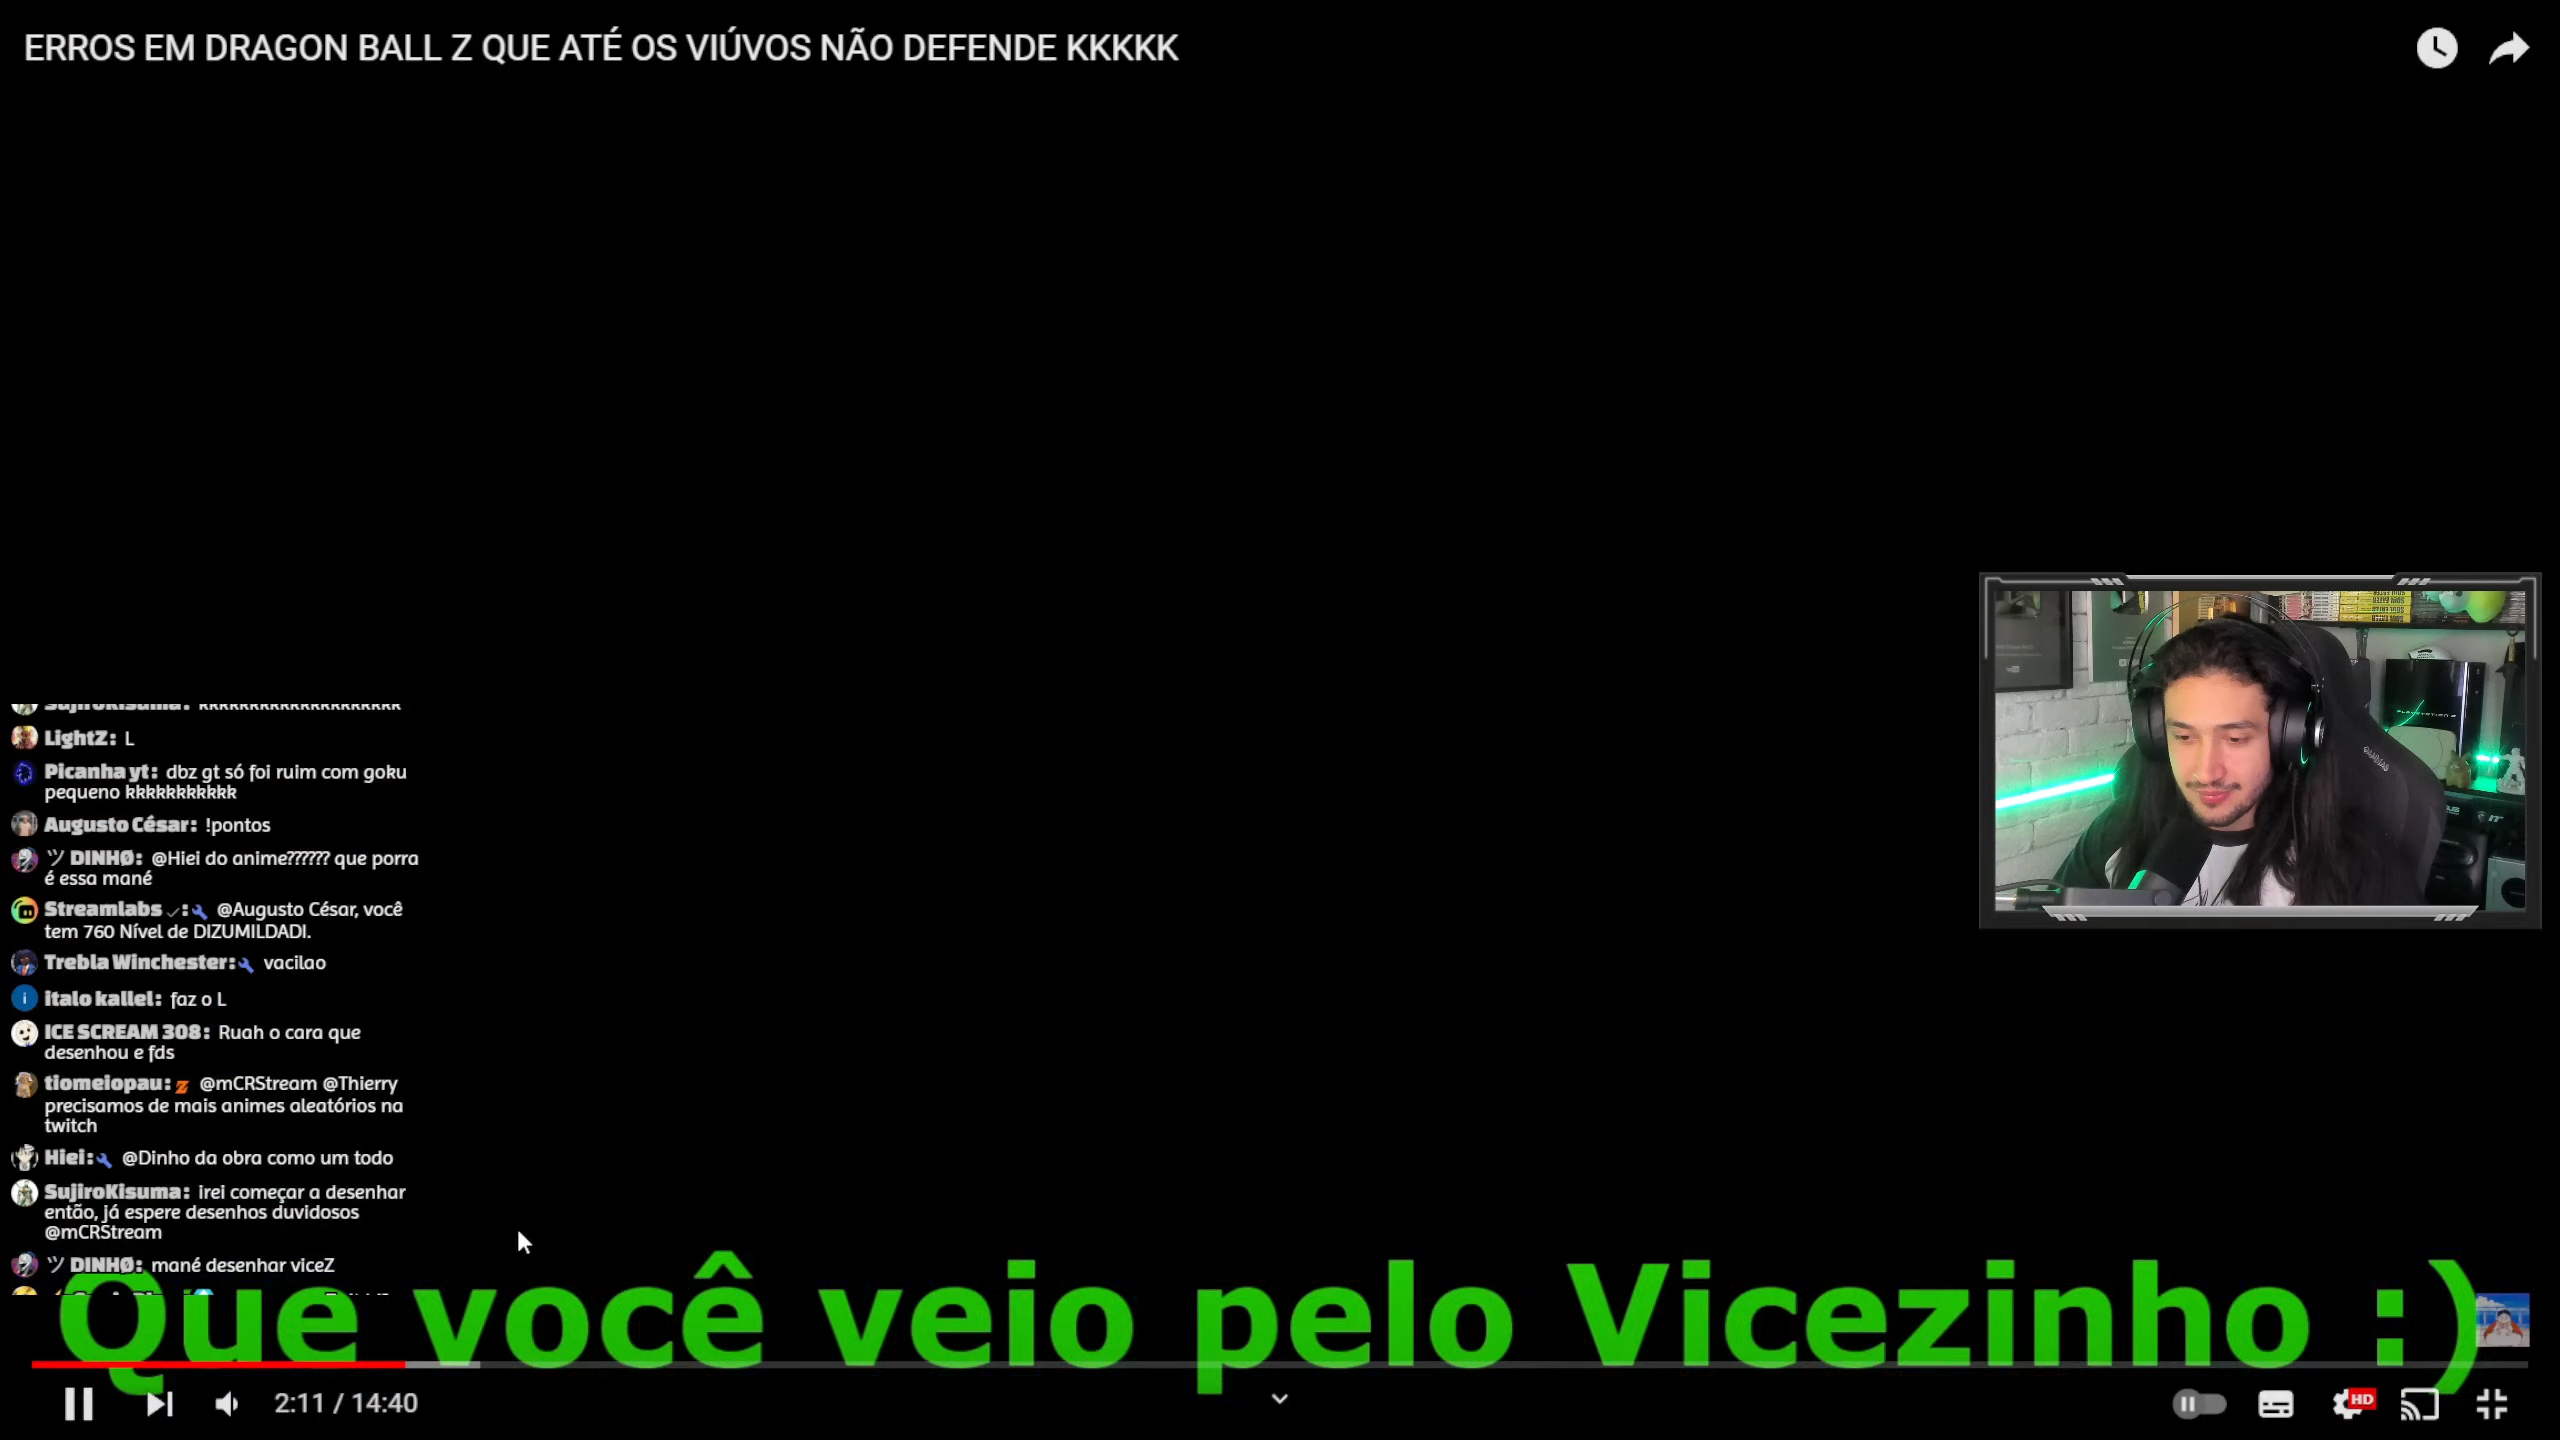 ERROS EM DRAGON BALL Z QUE ATÉ OS VIÚVOS NÃO DEFENDE KKKKK
SujiroKisuma: kkkkkkkkkkkkkkkkkkkk
LightZ: L
Picanha yt: dbz gt só foi ruim com goku
pequeno kkkkkkkkkkk
Augusto César: !pontos
ツ DINHØ: @Hiei do anime?????? que porra
é essa mané
Streamlabs ✓: @Augusto César, você
tem 760 Nível de DIZUMILDADI.
Trebla Winchester: vacilao
italo kallel: faz o L
ICE SCREAM 308: Ruah o cara que
desenhou e fds
tiomeiopau: @mCRStream @Thierry
precisamos de mais animes aleatórios na
twitch
Hiei: @Dinho da obra como um todo
SujiroKisuma: irei começar a desenhar
então, já espere desenhos duvidosos
@mCRStream
ツ DINHØ: mané desenhar viceZ
Que você veio pelo Vicezinho :)
2:11 / 14:40
HD